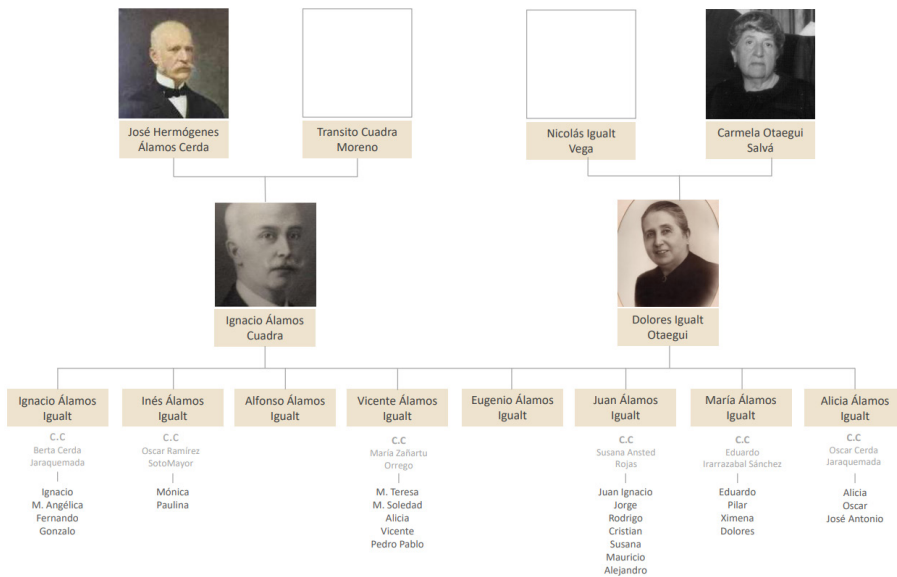 José Hermógenes
Álamos Cerda
Transito Cuadra
Moreno
Nicolás Igualt
Vega
Carmela Otaegui
Salvá
Ignacio Álamos
Cuadra
Dolores Igualt
Otaegui
Ignacio Álamos
Igualt
C.C
Berta Cerda
Jaraquemada
Ignacio
M. Angélica
Fernando
Gonzalo
Inés Álamos
Igualt
C.C
Oscar Ramírez
SotoMayor
Mónica
Paulina
Alfonso Álamos
Igualt
Vicente Álamos
Igualt
C.C
María Zañartu
Orrego
M. Teresa
M. Soledad
Alicia
Vicente
Pedro Pablo
Eugenio Álamos
Igualt
Juan Álamos
Igualt
C.C
Susana Ansted
Rojas
Juan Ignacio
Jorge
Rodrigo
Cristian
Susana
Mauricio
Alejandro
María Álamos
Igualt
C.C
Eduardo
Irarrazabal Sánchez
Eduardo
Pilar
Ximena
Dolores
Alicia Álamos
Igualt
C.C
Oscar Cerda
Jaraquemada
Alicia
Oscar
José Antonio